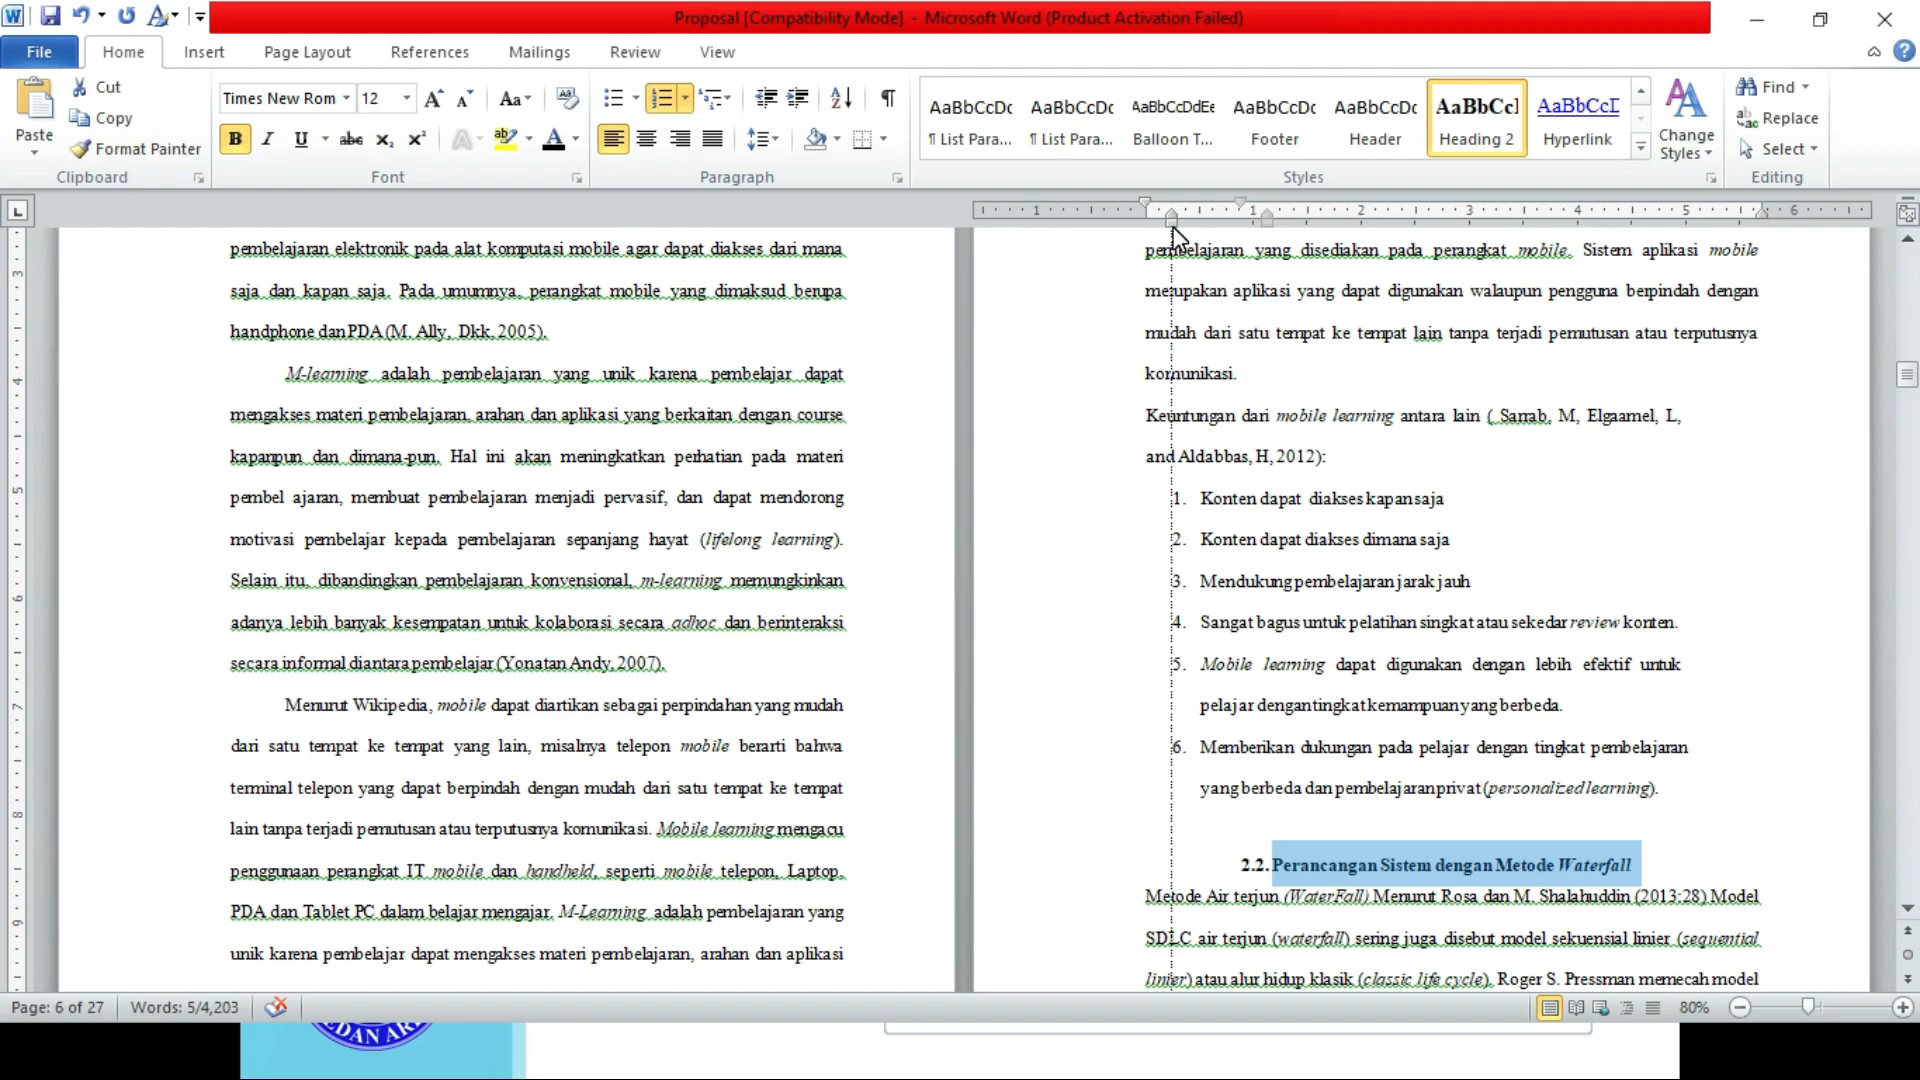 Proposal [Compatibility Mode] - Microsoft Word (Product Activation Failed)
File Home Insert Page Layout References Mailings Review View
Paste
Cut
Copy
Format Painter
Clipboard
Times New Rom 12
Font
Paragraph
AaBbCcDc AaBbCcDc AaBbCcDdEe AaBbCcDc AaBbCcDc AaBbCcI AaBbCcI
¶ List Para... ¶ List Para... Balloon T... Footer Header Heading 2 Hyperlink
Styles
Change
Styles
Find
Replace
Select
Editing
pembelajaran elektronik pada alat komputasi mobile agar dapat diakses dari mana
saja dan kapan saja. Pada umumnya, perangkat mobile yang dimaksud berupa
handphone dan PDA (M. Ally, Dkk, 2005).
M-learning adalah pembelajaran yang unik karena pembelajar dapat
mengakses materi pembelajaran, arahan dan aplikasi yang berkaitan dengan course
kapanpun dan dimana-pun. Hal ini akan meningkatkan perhatian pada materi
pembel ajaran, membuat pembelajaran menjadi pervasif, dan dapat mendorong
motivasi pembelajar kepada pembelajaran sepanjang hayat (lifelong learning).
Selain itu, dibandingkan pembelajaran konvensional, m-learning memungkinkan
adanya lebih banyak kesempatan untuk kolaborasi secara adhoc dan berinteraksi
secara informal diantara pembelajar (Yonatan Andy, 2007).
Menurut Wikipedia, mobile dapat diartikan sebagai perpindahan yang mudah
dari satu tempat ke tempat yang lain, misalnya telepon mobile berarti bahwa
terminal telepon yang dapat berpindah dengan mudah dari satu tempat ke tempat
lain tanpa terjadi pemutusan atau terputusnya komunikasi. Mobile learning mengacu
penggunaan perangkat IT mobile dan handheld, seperti mobile telepon, Laptop,
PDA dan Tablet PC dalam belajar mengajar. M-Learning adalah pembelajaran yang
unik karena pembelajar dapat mengakses materi pembelajaran, arahan dan aplikasi
pembelajaran yang disediakan pada perangkat mobile. Sistem aplikasi mobile
merupakan aplikasi yang dapat digunakan walaupun pengguna berpindah dengan
mudah dari satu tempat ke tempat lain tanpa terjadi pemutusan atau terputusnya
komunikasi.
Keuntungan dari mobile learning antara lain ( Sarrab, M, Elgaamel, L,
and Aldabbas, H, 2012):
1. Konten dapat diakses kapan saja
2. Konten dapat diakses dimana saja
3. Mendukung pembelajaran jarak jauh
4. Sangat bagus untuk pelatihan singkat atau sekedar review konten.
5. Mobile learning dapat digunakan dengan lebih efektif untuk
pelajar dengan tingkat kemampuan yang berbeda.
6. Memberikan dukungan pada pelajar dengan tingkat pembelajaran
yang berbeda dan pembelajaran privat (personalized learning).
2.2. Perancangan Sistem dengan Metode Waterfall
Metode Air terjun (WaterFall) Menurut Rosa dan M. Shalahuddin (2013:28) Model
SDLC air terjun (waterfall) sering juga disebut model sekuensial linier (sequential
linier) atau alur hidup klasik (classic life cycle). Roger S. Pressman memecah model
Page: 6 of 27 Words: 5/4,203 80%